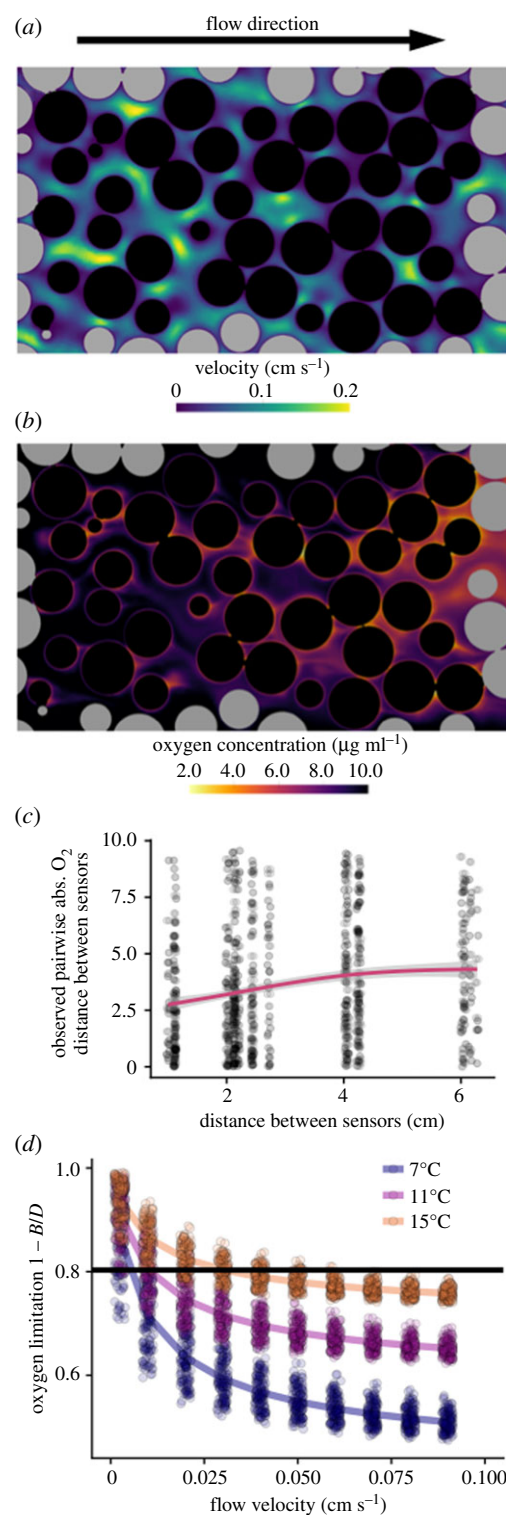 (a)
flow direction
velocity (cm s⁻¹)
0 0.1 0.2
(b)
oxygen concentration (µg ml⁻¹)
2.0 4.0 6.0 8.0 10.0
(c)
observed pairwise abs. O₂
distance between sensors
10.0
7.5
5.0
2.5
0
2 4 6
distance between sensors (cm)
(d)
oxygen limitation 1 – B/D
1.0
0.8
0.6
7°C
11°C
15°C
0 0.025 0.050 0.075 0.100
flow velocity (cm s⁻¹)